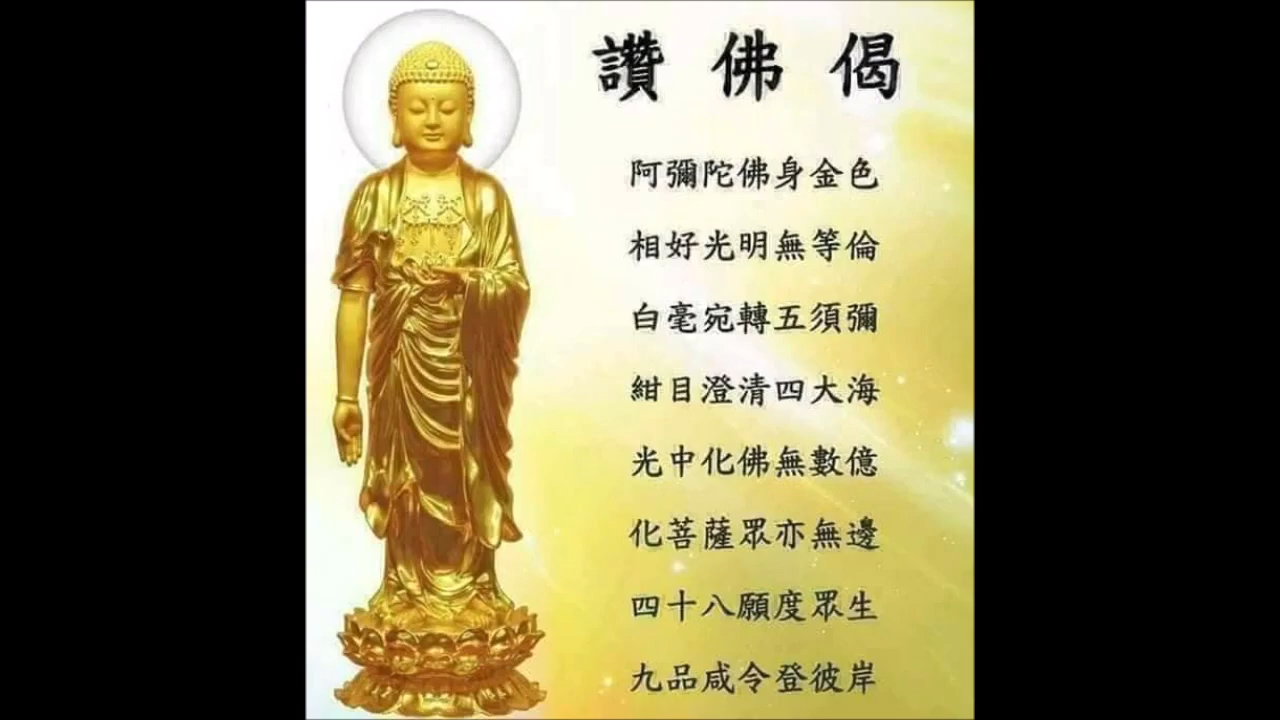 讚佛偈
阿彌陀佛身金色
相好光明無等倫
白毫宛轉五須彌
紺目澄清四大海
光中化佛無數億
化菩薩眾亦無邊
四十八願度眾生
九品咸令登彼岸